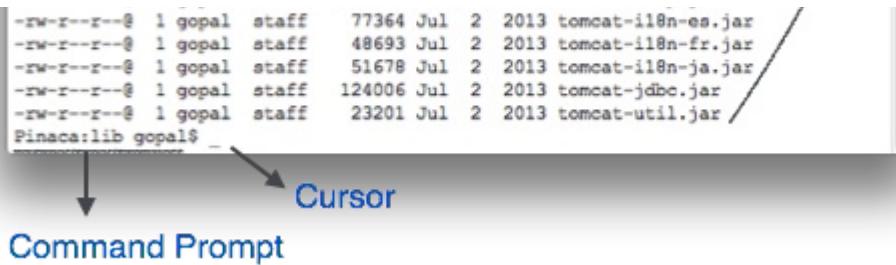 -rw-r--r--@ 1 gopal staff 77364 Jul 2 2013 tomcat-i18n-es.jar
-rw-r--r--@ 1 gopal staff 48693 Jul 2 2013 tomcat-i18n-fr.jar
-rw-r--r--@ 1 gopal staff 51678 Jul 2 2013 tomcat-i18n-ja.jar
-rw-r--r--@ 1 gopal staff 124006 Jul 2 2013 tomcat-jdbc.jar
-rw-r--r--@ 1 gopal staff 23201 Jul 2 2013 tomcat-util.jar
Pinaca:lib gopal$ _
Cursor
Command Prompt